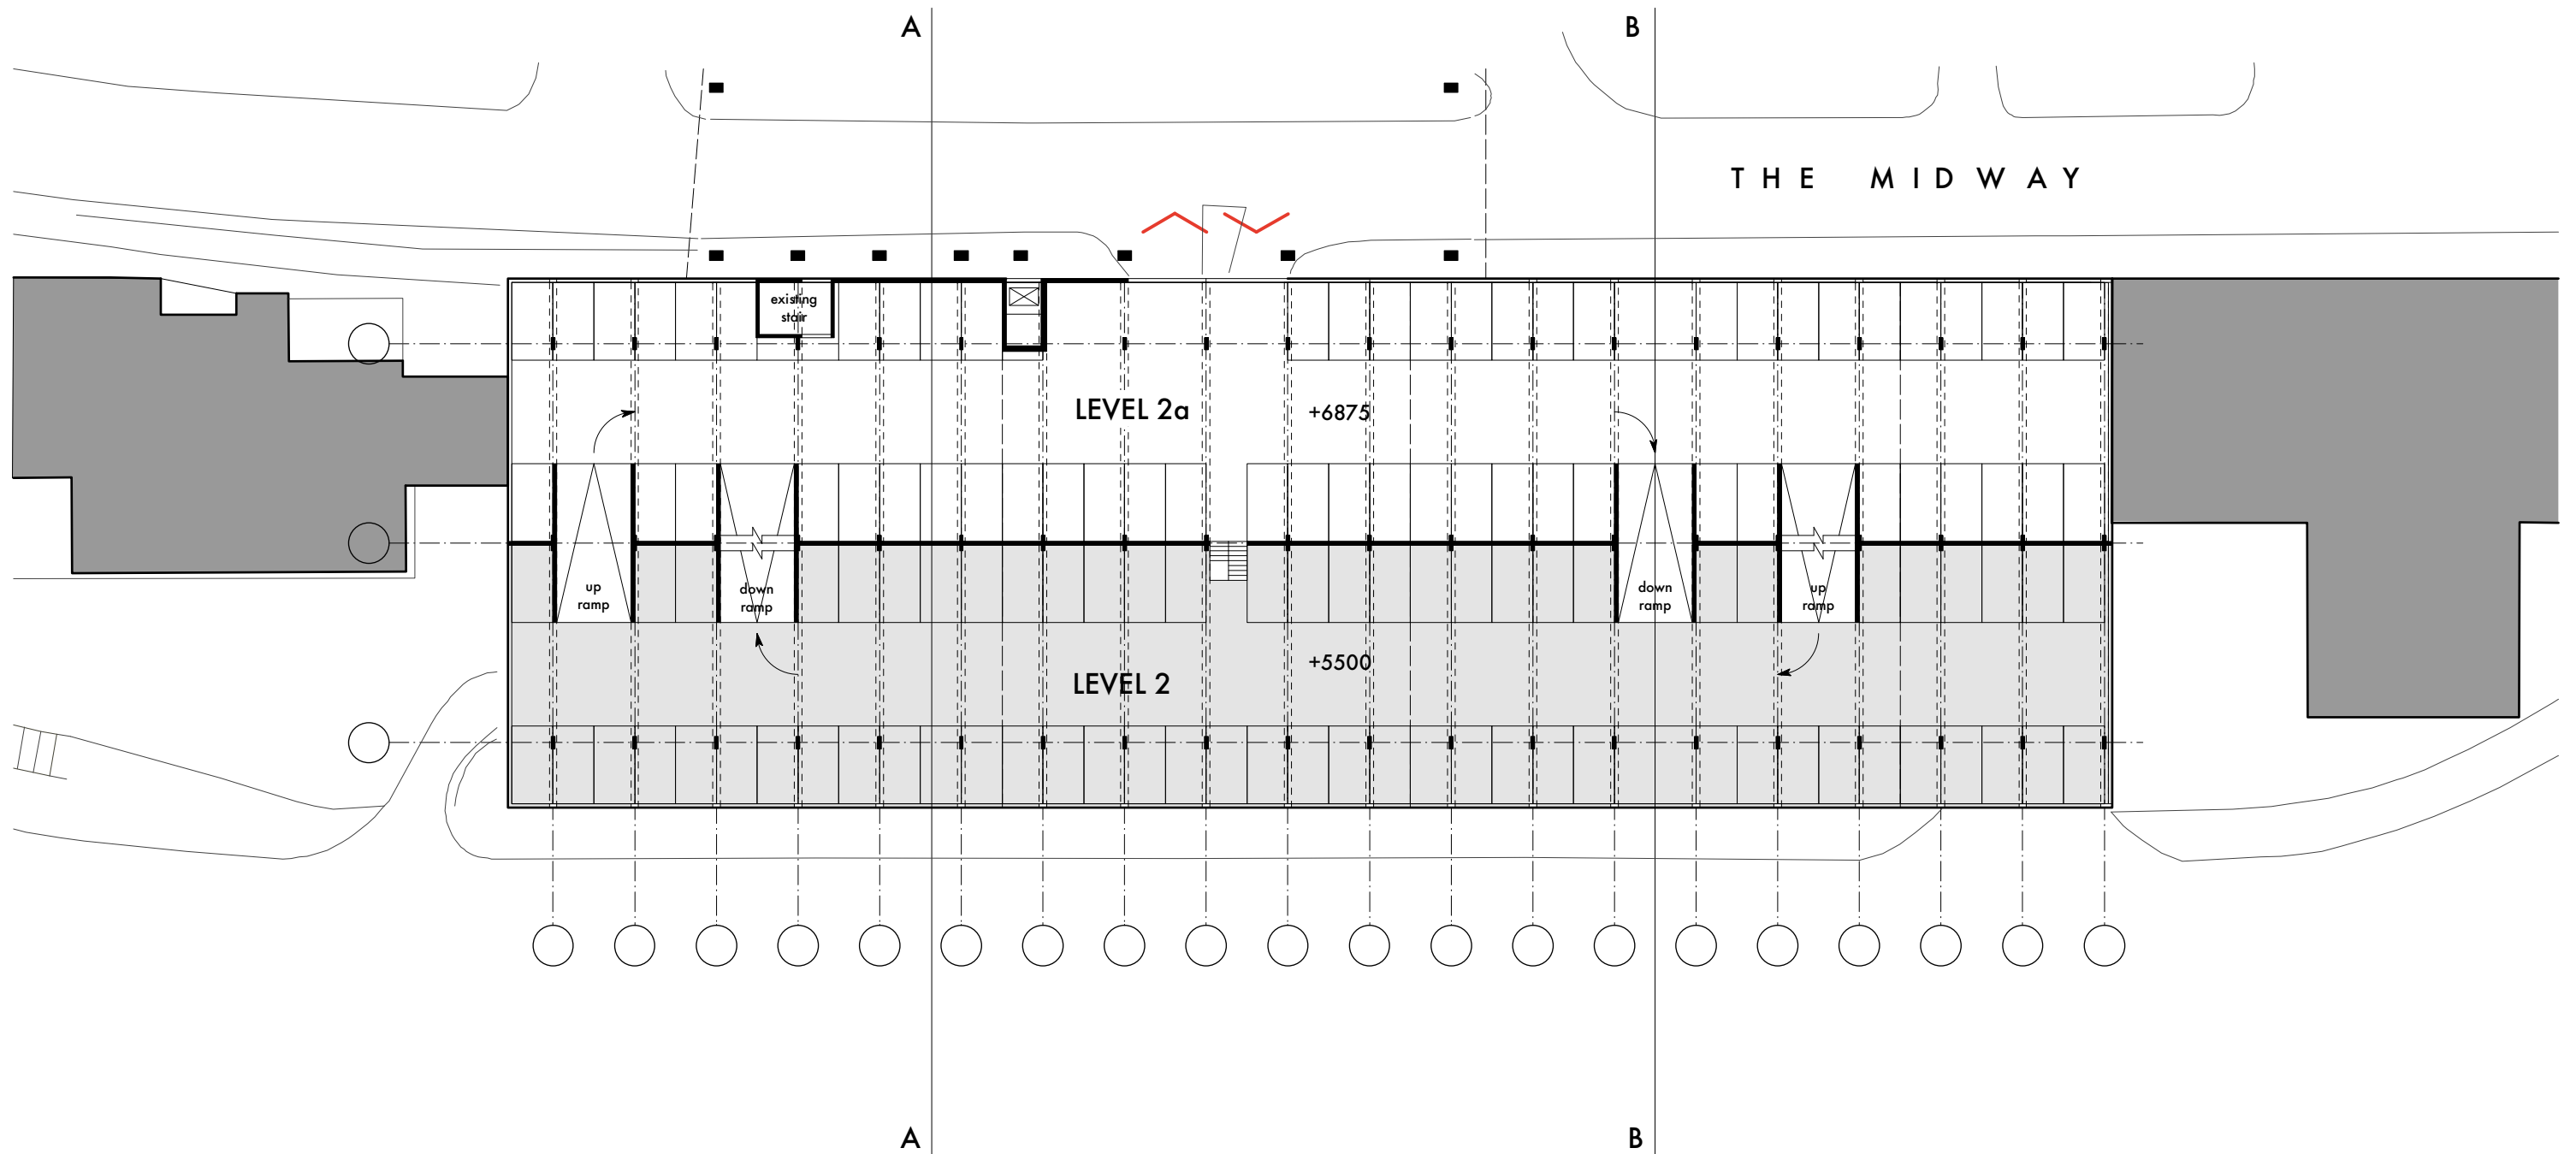 A
B
THE MIDWAY
existing
stair
LEVEL 2a
+6875
up
ramp
down
ramp
down
ramp
up
ramp
+5500
LEVEL 2
A
B